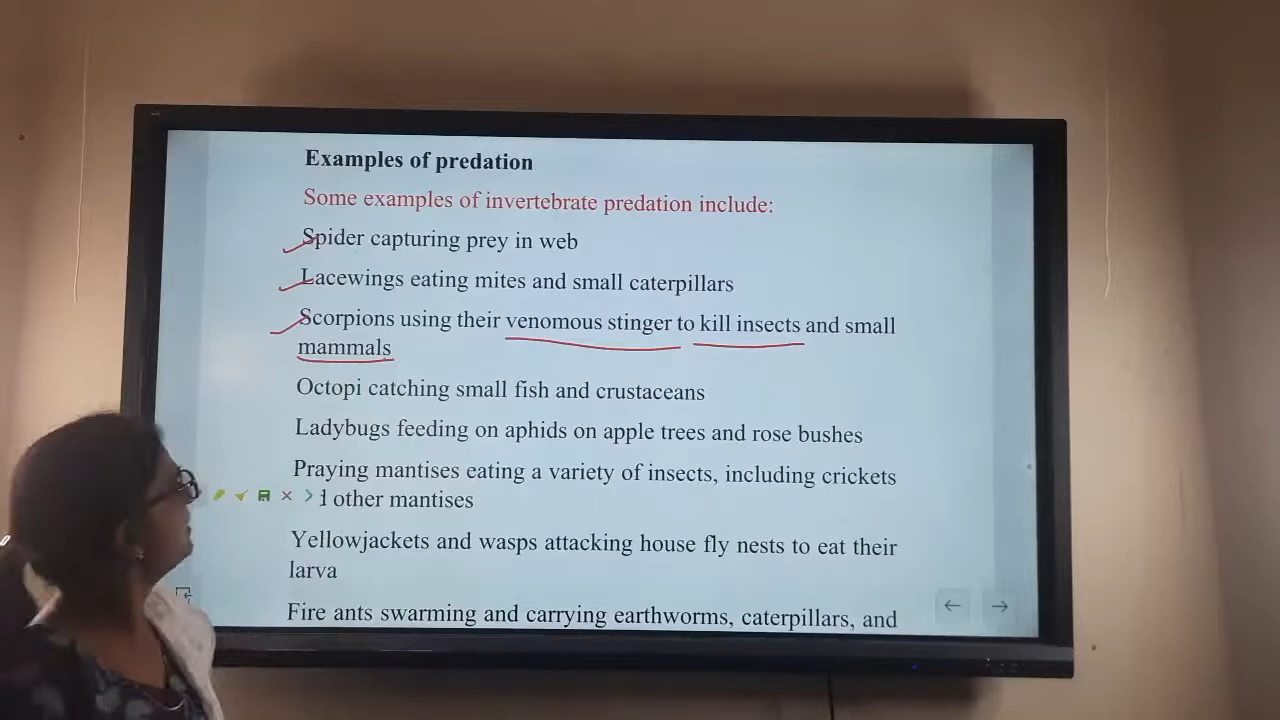 Examples of predation
Some examples of invertebrate predation include:
Spider capturing prey in web
Lacewings eating mites and small caterpillars
Scorpions using their venomous stinger to kill insects and small
mammals
Octopi catching small fish and crustaceans
Ladybugs feeding on aphids on apple trees and rose bushes
Praying mantises eating a variety of insects, including crickets
other mantises
Yellowjackets and wasps attacking house fly nests to eat their
larva
Fire ants swarming and carrying earthworms, caterpillars, and